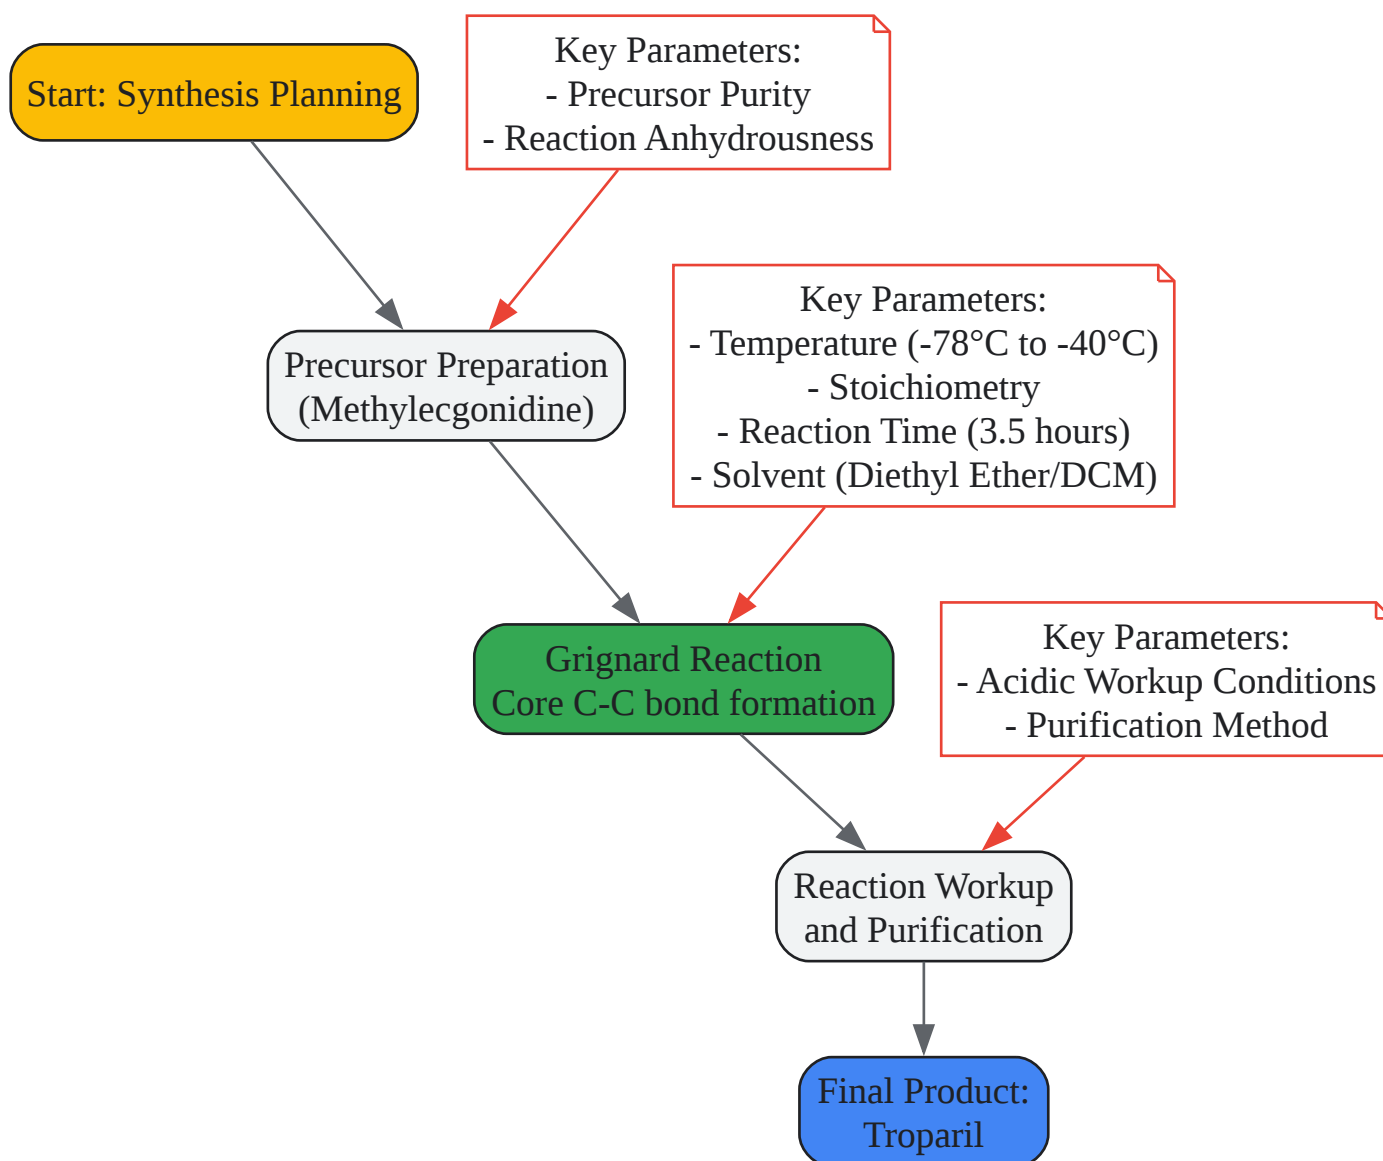 Start: Synthesis Planning
Key Parameters:
- Precursor Purity
- Reaction Anhydrousness
Key Parameters:
- Temperature (-78°C to -40°C)
- Stoichiometry
- Reaction Time (3.5 hours)
- Solvent (Diethyl Ether/DCM)
Precursor Preparation
(Methylecgonidine)
Key Parameters:
- Acidic Workup Conditions
- Purification Method
Grignard Reaction
Core C-C bond formation
Reaction Workup
and Purification
Final Product:
Troparil